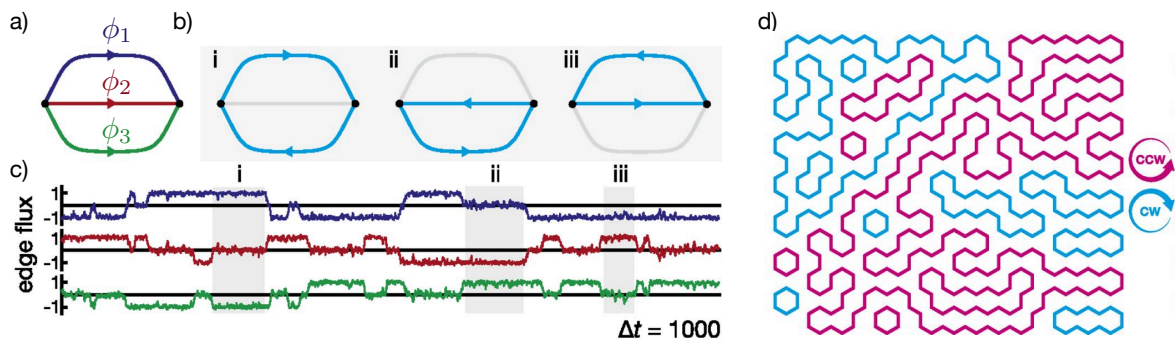 a)
ϕ1
ϕ2
ϕ3
b)
i
ii
iii
c)
i
ii
iii
edge flux
1
-1
1
-1
1
-1
Δt = 1000
d)
CCW
CW